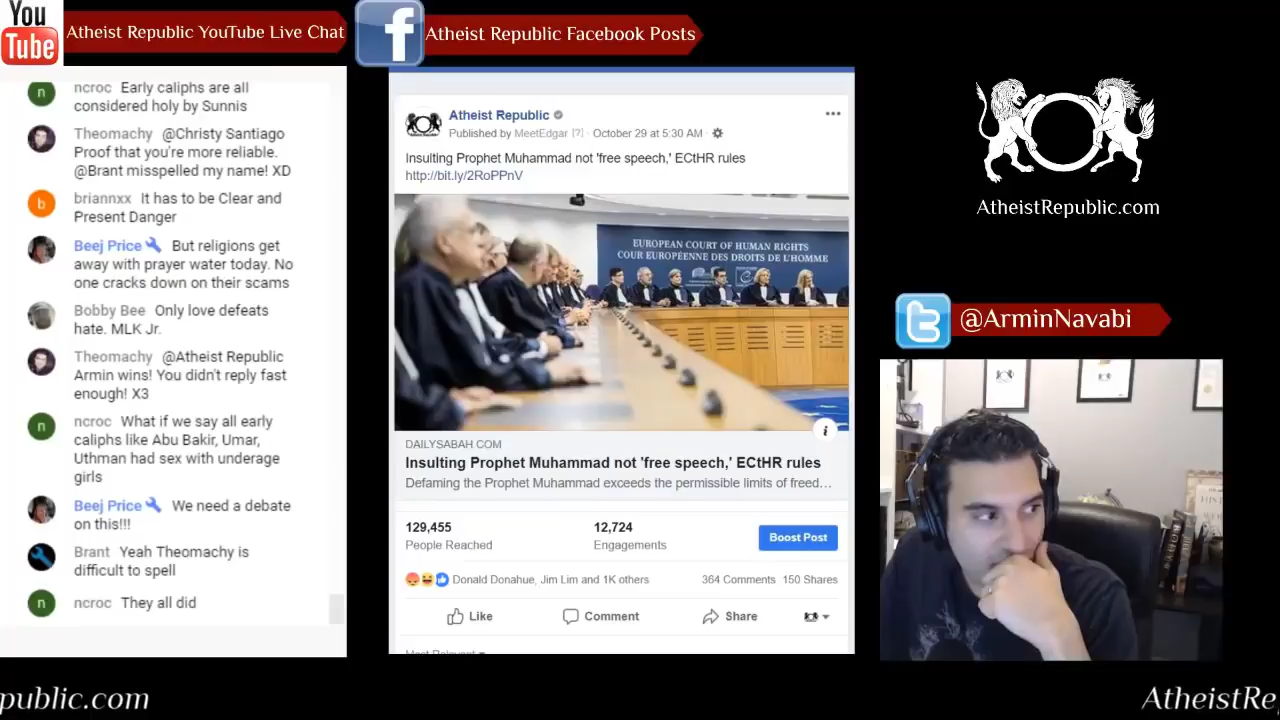 You
Tube
Atheist Republic YouTube Live Chat
f
Atheist Republic Facebook Posts
ncroc Early caliphs are all
considered holy by Sunnis
Theomachy @Christy Santiago
Proof that you're more reliable.
@Brant misspelled my name! XD
b
briannxx It has to be Clear and
Present Danger
Beej Price But religions get
away with prayer water today. No
one cracks down on their scams
Bobby Bee Only love defeats
hate. MLK Jr.
Theomachy @Atheist Republic
Armin wins! You didn't reply fast
enough! X3
n
ncroc What if we say all early
caliphs like Abu Bakir, Umar,
Uthman had sex with underage
girls
Beej Price We need a debate
on this!!!
Brant Yeah Theomachy is
difficult to spell
n
ncroc They all did
Atheist Republic
Published by MeetEdgar [?] · October 29 at 5:30 AM ·
Insulting Prophet Muhammad not 'free speech,' ECtHR rules
http://bit.ly/2RoPPnV
EUROPEAN COURT OF HUMAN RIGHTS
COUR EUROPÉENNE DES DROITS DE L'HOMME
i
DAILYSABAH.COM
Insulting Prophet Muhammad not 'free speech,' ECtHR rules
Defaming the Prophet Muhammad exceeds the permissible limits of freed…
129,455
People Reached
12,724
Engagements
Boost Post
Donald Donahue, Jim Lim and 1K others
364 Comments 150 Shares
Like
Comment
Share
AtheistRepublic.com
@ArminNavabi
public.com
AtheistRe